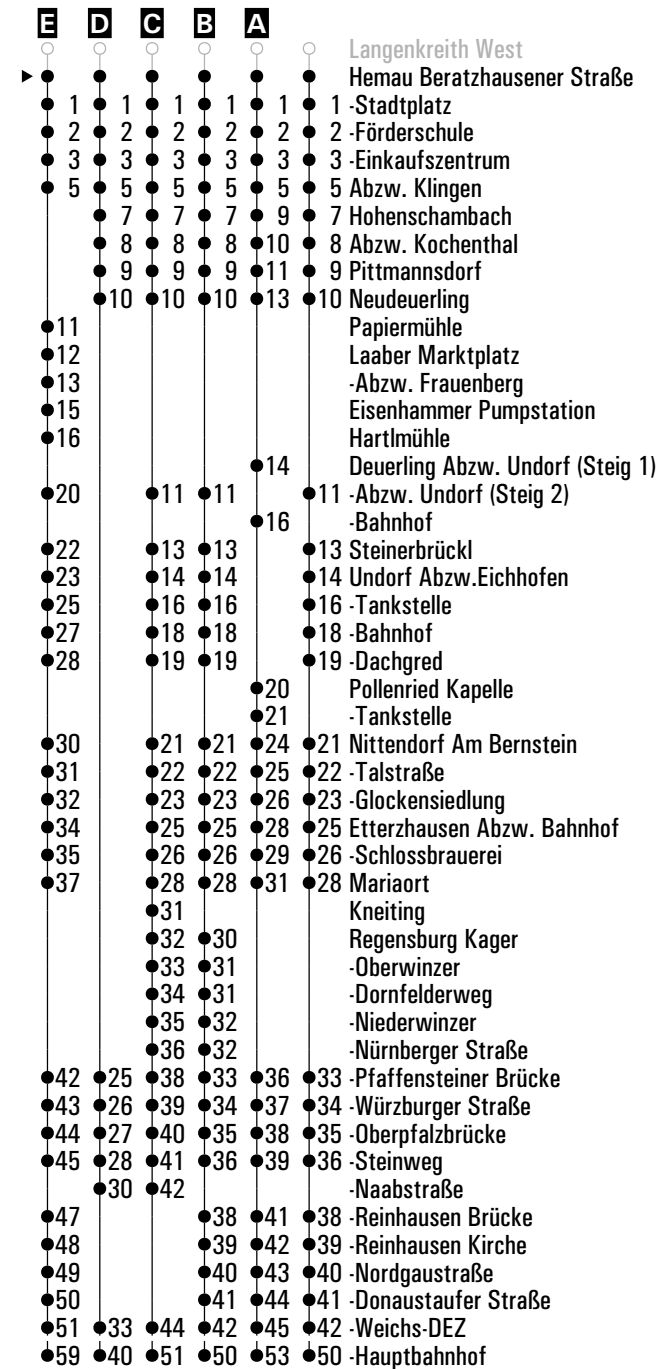 E D C B A
Langenkreith West
Hemau Beratzhausener Straße
1 1 1 1 1 1 -Stadtplatz
2 2 2 2 2 2 -Förderschule
3 3 3 3 3 3 -Einkaufszentrum
5 5 5 5 5 5 Abzw. Klingen
7 7 7 9 7 Hohenschambach
8 8 8 10 8 Abzw. Kochenthal
9 9 9 11 9 Pittmannsdorf
10 10 10 13 10 Neudeuerling
11 Papiermühle
12 Laaber Marktplatz
13 -Abzw. Frauenberg
15 Eisenhammer Pumpstation
16 Hartlmühle
14 Deuerling Abzw. Undorf (Steig 1)
20 11 11 11 -Abzw. Undorf (Steig 2)
16 -Bahnhof
22 13 13 13 Steinerbrückl
23 14 14 14 Undorf Abzw.Eichhofen
25 16 16 16 -Tankstelle
27 18 18 18 -Bahnhof
28 19 19 19 -Dachgred
20 Pollenried Kapelle
21 -Tankstelle
30 21 21 24 21 Nittendorf Am Bernstein
31 22 22 25 22 -Talstraße
32 23 23 26 23 -Glockensiedlung
34 25 25 28 25 Etterzhausen Abzw. Bahnhof
35 26 26 29 26 -Schlossbrauerei
37 28 28 31 28 Mariaort
31 Kneiting
32 30 Regensburg Kager
33 31 -Oberwinzer
34 31 -Dornfelderweg
35 32 -Niederwinzer
36 32 -Nürnberger Straße
42 25 38 33 36 33 -Pfaffensteiner Brücke
43 26 39 34 37 34 -Würzburger Straße
44 27 40 35 38 35 -Oberpfalzbrücke
45 28 41 36 39 36 -Steinweg
30 42 -Naabstraße
47 38 41 38 -Reinhausen Brücke
48 39 42 39 -Reinhausen Kirche
49 40 43 40 -Nordgaustraße
50 41 44 41 -Donaustaufer Straße
51 33 44 42 45 42 -Weichs-DEZ
59 40 51 50 53 50 -Hauptbahnhof